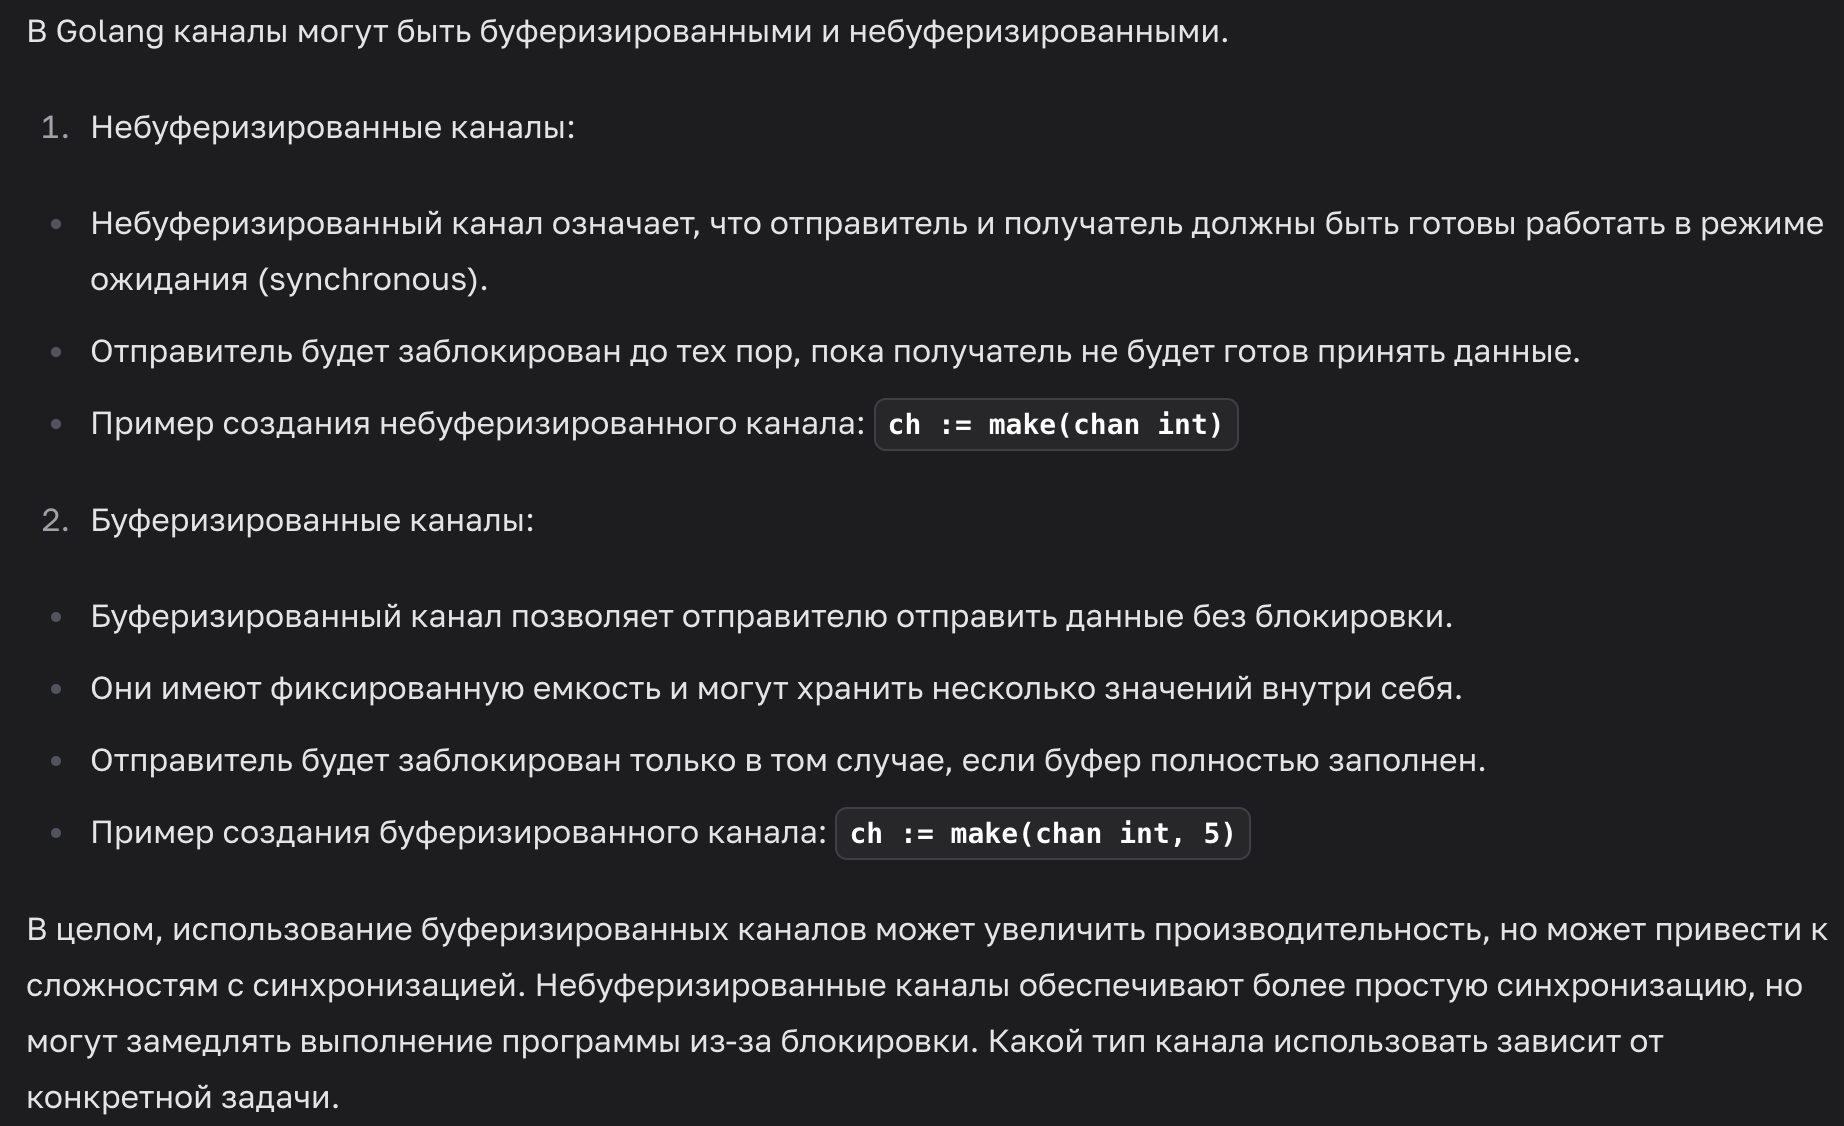 В Golang каналы могут быть буферизированными и небуферизированными.
1. Небуферизированные каналы:
• Небуферизированный канал означает, что отправитель и получатель должны быть готовы работать в режиме
ожидания (synchronous).
• Отправитель будет заблокирован до тех пор, пока получатель не будет готов принять данные.
• Пример создания небуферизированного канала: ch := make(chan int)
2. Буферизированные каналы:
• Буферизированный канал позволяет отправителю отправить данные без блокировки.
• Они имеют фиксированную емкость и могут хранить несколько значений внутри себя.
• Отправитель будет заблокирован только в том случае, если буфер полностью заполнен.
• Пример создания буферизированного канала: ch := make(chan int, 5)
В целом, использование буферизированных каналов может увеличить производительность, но может привести к
сложностям с синхронизацией. Небуферизированные каналы обеспечивают более простую синхронизацию, но
могут замедлять выполнение программы из-за блокировки. Какой тип канала использовать зависит от
конкретной задачи.